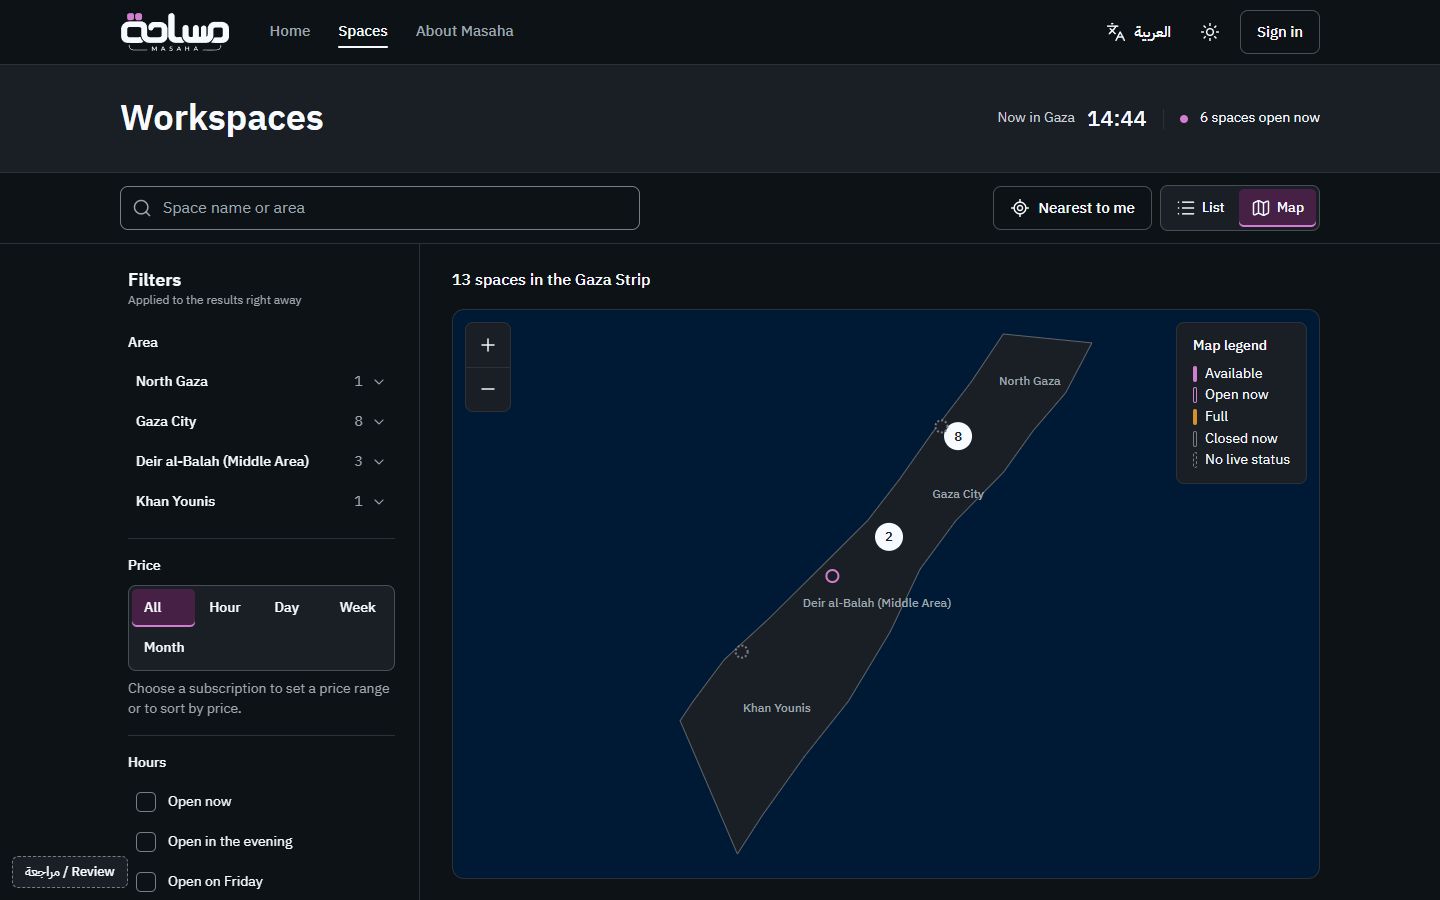 مساحة
MASAHA
Home
Spaces
About Masaha
العربية
Sign in
Workspaces
Now in Gaza
14:44
6 spaces open now
Space name or area
Nearest to me
List
Map
Filters
Applied to the results right away
Area
North Gaza 1
Gaza City 8
Deir al-Balah (Middle Area) 3
Khan Younis 1
Price
All
Hour
Day
Week
Month
Choose a subscription to set a price range
or to sort by price.
Hours
Open now
Open in the evening
Open on Friday
مراجعة / Review
13 spaces in the Gaza Strip
+
−
North Gaza
8
Gaza City
2
Deir al-Balah (Middle Area)
Khan Younis
Map legend
Available
Open now
Full
Closed now
No live status